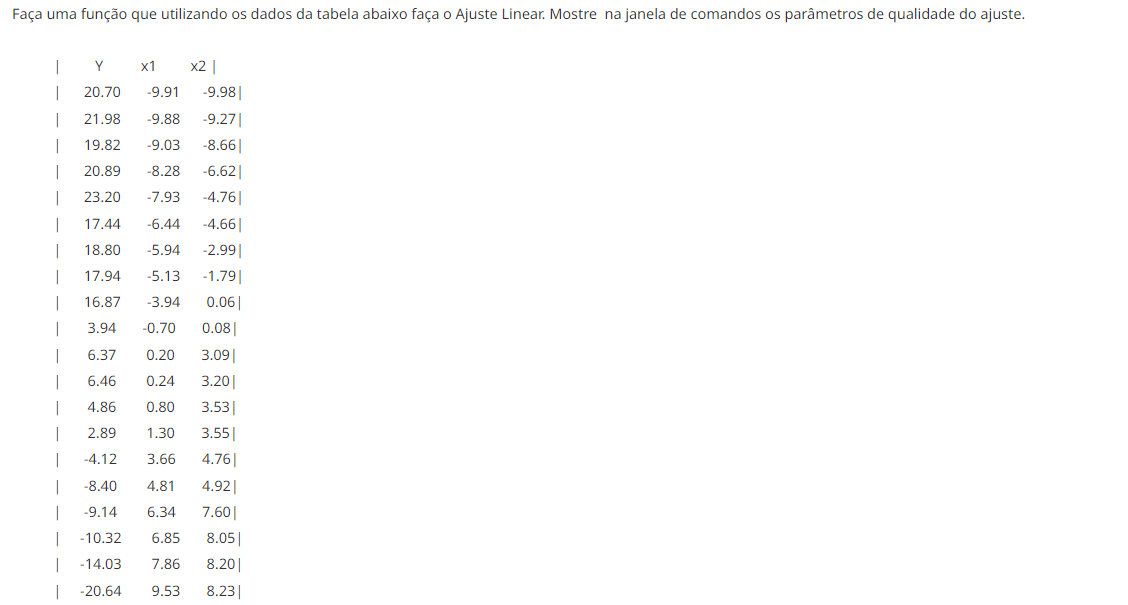 Faça uma função que utilizando os dados da tabela abaixo faça o Ajuste Linear. Mostre  na janela de comandos os parâmetros de qualidade do ajuste.
| Y x1 x2 |
| 20.70 -9.91 -9.98|
| 21.98 -9.88 -9.27|
| 19.82 -9.03 -8.66|
| 20.89 -8.28 -6.62|
| 23.20 -7.93 -4.76|
| 17.44 -6.44 -4.66|
| 18.80 -5.94 -2.99|
| 17.94 -5.13 -1.79|
| 16.87 -3.94 0.06|
| 3.94 -0.70 0.08|
| 6.37 0.20 3.09|
| 6.46 0.24 3.20|
| 4.86 0.80 3.53|
| 2.89 1.30 3.55|
| -4.12 3.66 4.76|
| -8.40 4.81 4.92|
| -9.14 6.34 7.60|
| -10.32 6.85 8.05|
| -14.03 7.86 8.20|
| -20.64 9.53 8.23|